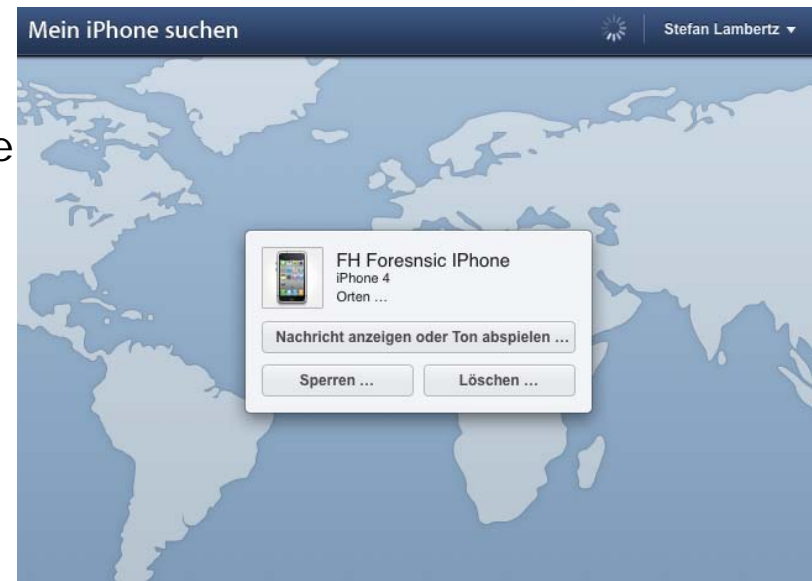 Mein iPhone suchen
Stefan Lambertz
e
FH Foresnsic IPhone
iPhone 4
Orten ...
Nachricht anzeigen oder Ton abspielen ...
Sperren ...
Löschen ...